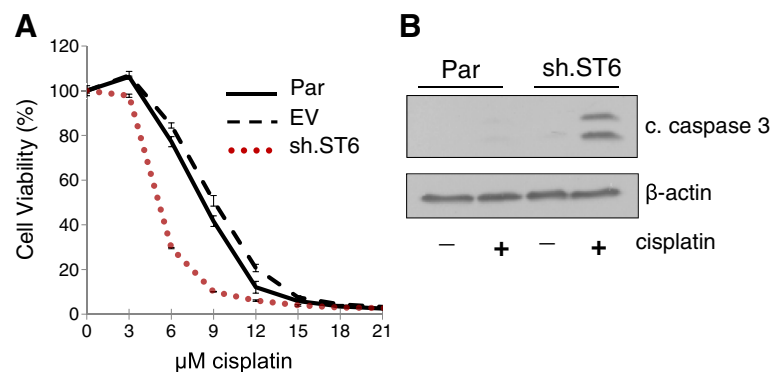 A
B
120
100
80
60
40
20
0
Cell Viability (%)
0 3 6 9 12 15 18 21
µM cisplatin
Par
EV
sh.ST6
Par sh.ST6
c. caspase 3
β-actin
– + – + cisplatin